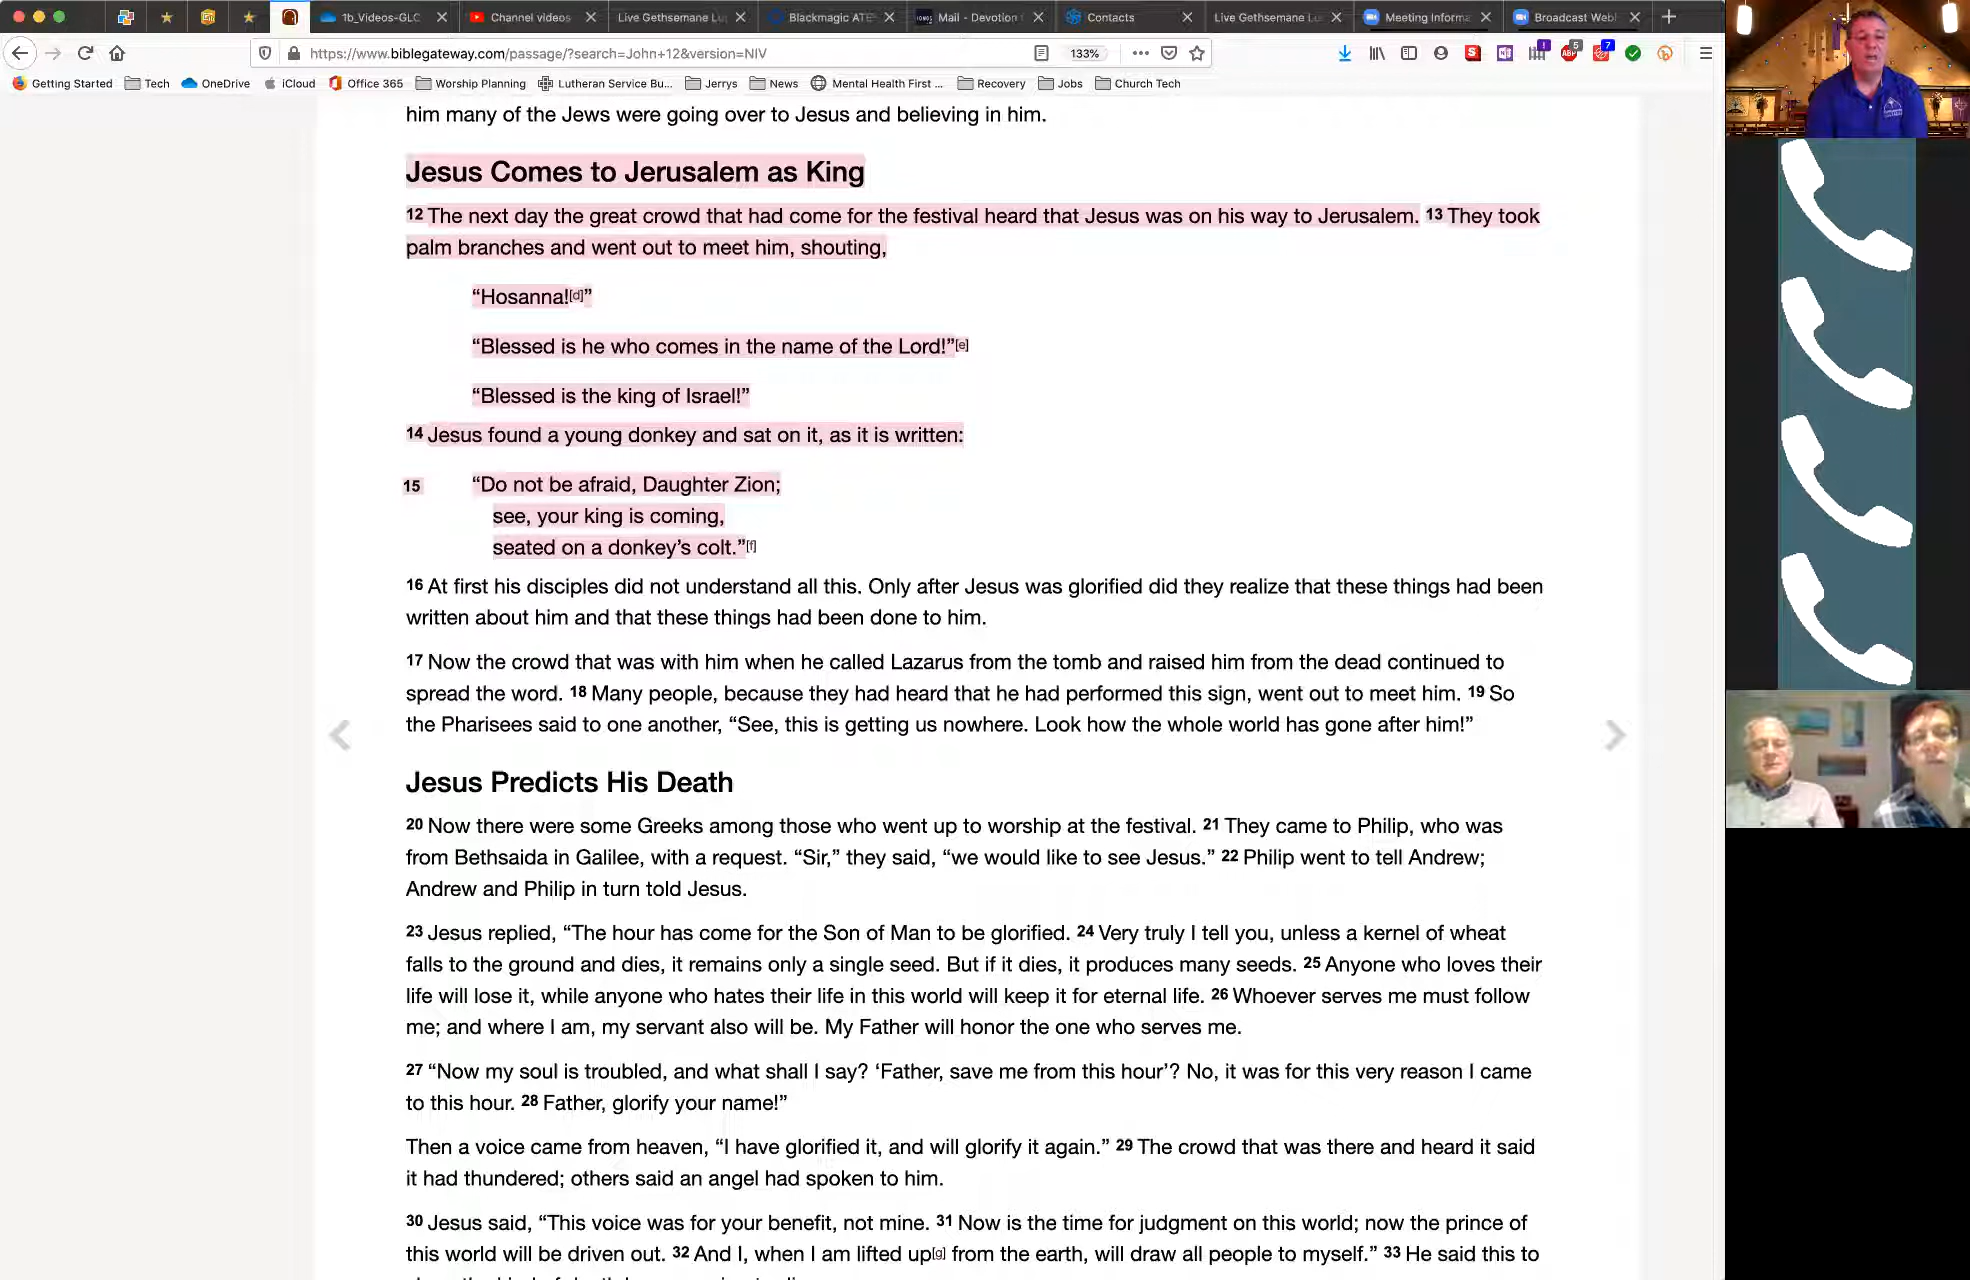 1b_Videos-GLC
Channel videos
Live Gethsemane Lu
Blackmagic ATE
Mail - Devotion
Contacts
Live Gethsemane Lu
Meeting Informa
Broadcast Web
https://www.biblegateway.com/passage/?search=John+12&version=NIV
133%
Getting Started Tech OneDrive iCloud Office 365 Worship Planning Lutheran Service Bu... Jerrys News Mental Health First ... Recovery Jobs Church Tech
him many of the Jews were going over to Jesus and believing in him.
Jesus Comes to Jerusalem as King
12 The next day the great crowd that had come for the festival heard that Jesus was on his way to Jerusalem. 13 They took
palm branches and went out to meet him, shouting,
“Hosanna![d]”
“Blessed is he who comes in the name of the Lord!”[e]
“Blessed is the king of Israel!”
14 Jesus found a young donkey and sat on it, as it is written:
15 “Do not be afraid, Daughter Zion;
see, your king is coming,
seated on a donkey’s colt.”[f]
16 At first his disciples did not understand all this. Only after Jesus was glorified did they realize that these things had been
written about him and that these things had been done to him.
17 Now the crowd that was with him when he called Lazarus from the tomb and raised him from the dead continued to
spread the word. 18 Many people, because they had heard that he had performed this sign, went out to meet him. 19 So
the Pharisees said to one another, “See, this is getting us nowhere. Look how the whole world has gone after him!”
Jesus Predicts His Death
20 Now there were some Greeks among those who went up to worship at the festival. 21 They came to Philip, who was
from Bethsaida in Galilee, with a request. “Sir,” they said, “we would like to see Jesus.” 22 Philip went to tell Andrew;
Andrew and Philip in turn told Jesus.
23 Jesus replied, “The hour has come for the Son of Man to be glorified. 24 Very truly I tell you, unless a kernel of wheat
falls to the ground and dies, it remains only a single seed. But if it dies, it produces many seeds. 25 Anyone who loves their
life will lose it, while anyone who hates their life in this world will keep it for eternal life. 26 Whoever serves me must follow
me; and where I am, my servant also will be. My Father will honor the one who serves me.
27 “Now my soul is troubled, and what shall I say? ‘Father, save me from this hour’? No, it was for this very reason I came
to this hour. 28 Father, glorify your name!”
Then a voice came from heaven, “I have glorified it, and will glorify it again.” 29 The crowd that was there and heard it said
it had thundered; others said an angel had spoken to him.
30 Jesus said, “This voice was for your benefit, not mine. 31 Now is the time for judgment on this world; now the prince of
this world will be driven out. 32 And I, when I am lifted up[g] from the earth, will draw all people to myself.” 33 He said this to